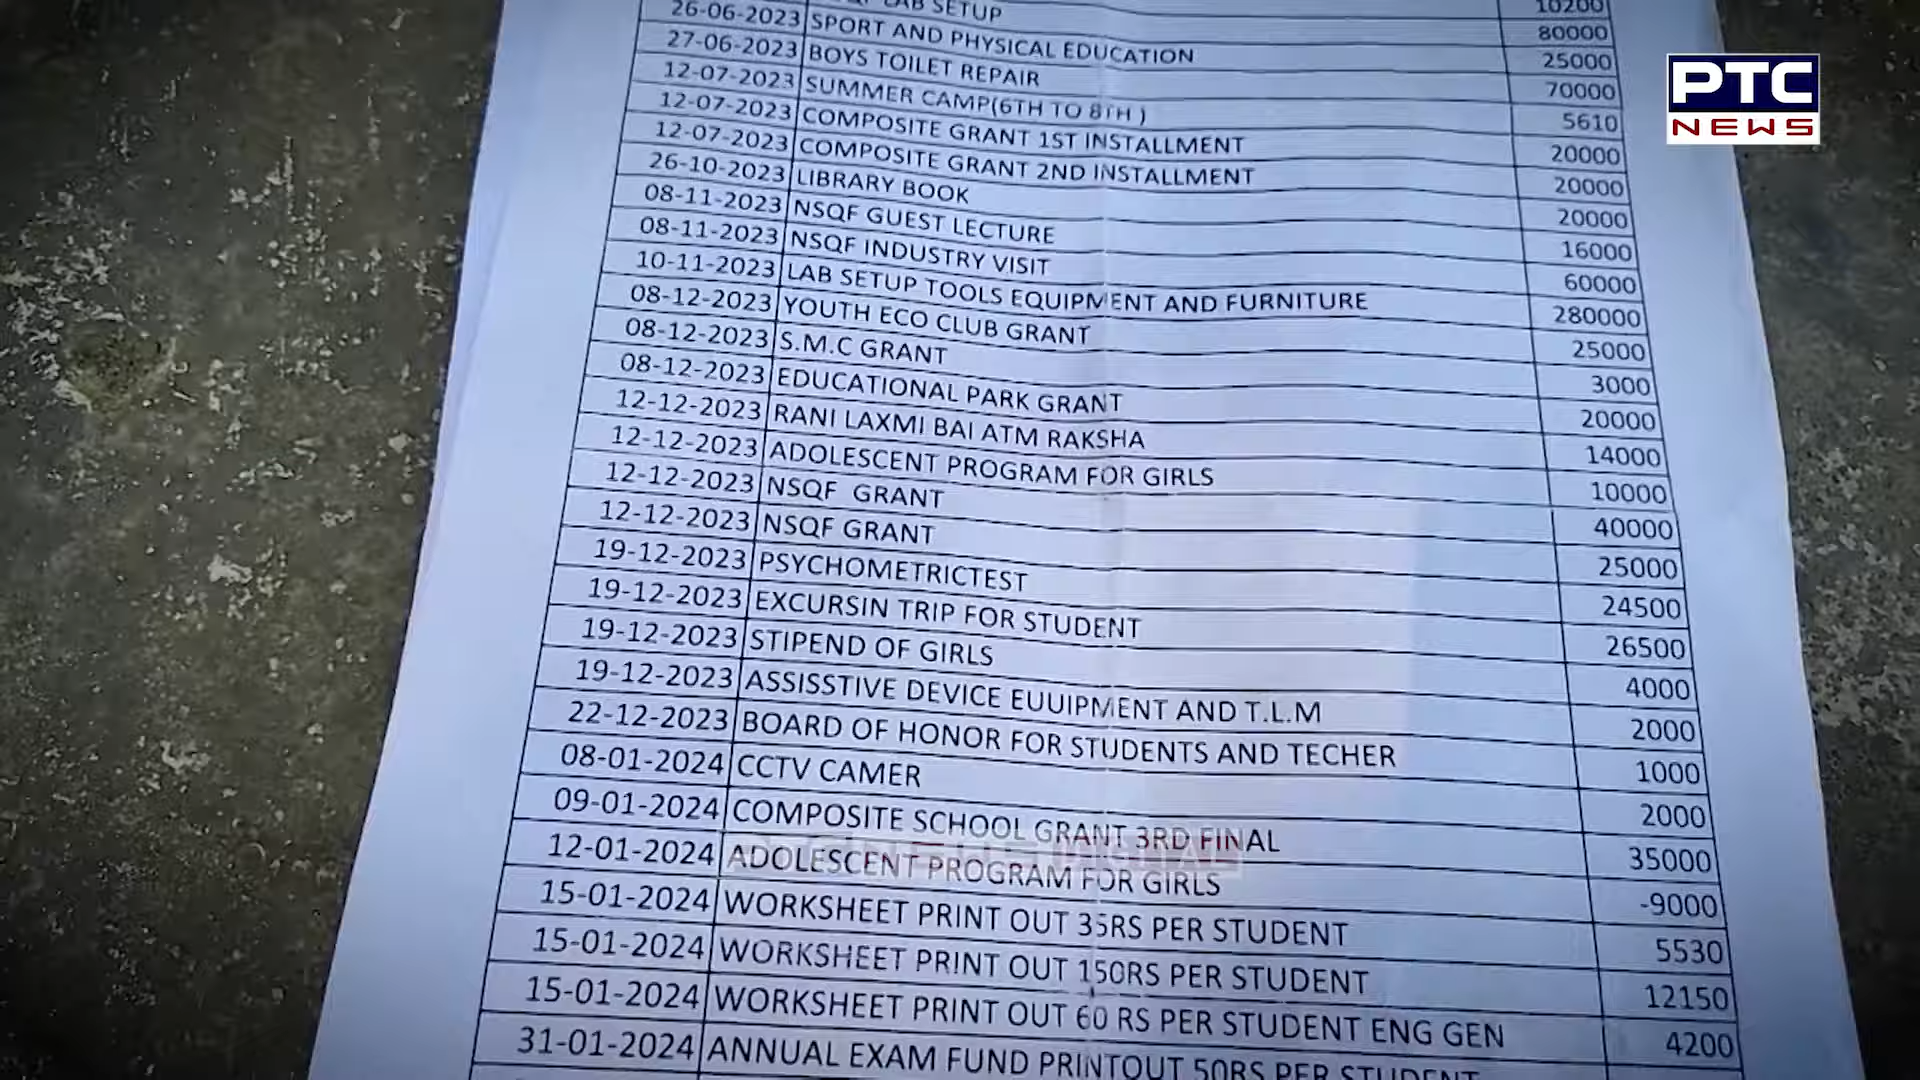 10200
LAB SETUP 80000
26-06-2023 SPORT AND PHYSICAL EDUCATION 25000
27-06-2023 BOYS TOILET REPAIR 70000
12-07-2023 SUMMER CAMP(6TH TO 8TH ) 5610
12-07-2023 COMPOSITE GRANT 1ST INSTALLMENT 20000
12-07-2023 COMPOSITE GRANT 2ND INSTALLMENT 20000
26-10-2023 LIBRARY BOOK 20000
08-11-2023 NSQF GUEST LECTURE 16000
08-11-2023 NSQF INDUSTRY VISIT 60000
10-11-2023 LAB SETUP TOOLS EQUIPMENT AND FURNITURE 280000
08-12-2023 YOUTH ECO CLUB GRANT 25000
08-12-2023 S.M.C GRANT 3000
08-12-2023 EDUCATIONAL PARK GRANT 20000
12-12-2023 RANI LAXMI BAI ATM RAKSHA 14000
12-12-2023 ADOLESCENT PROGRAM FOR GIRLS 10000
12-12-2023 NSQF GRANT 40000
12-12-2023 NSQF GRANT 25000
19-12-2023 PSYCHOMETRICTEST 24500
19-12-2023 EXCURSIN TRIP FOR STUDENT 26500
19-12-2023 STIPEND OF GIRLS 4000
19-12-2023 ASSISSTIVE DEVICE EUUIPMENT AND T.L.M 2000
22-12-2023 BOARD OF HONOR FOR STUDENTS AND TECHER 1000
08-01-2024 CCTV CAMER 2000
09-01-2024 COMPOSITE SCHOOL GRANT 3RD FINAL 35000
12-01-2024 ADOLESCENT PROGRAM FOR GIRLS -9000
15-01-2024 WORKSHEET PRINT OUT 35RS PER STUDENT 5530
15-01-2024 WORKSHEET PRINT OUT 150RS PER STUDENT 12150
15-01-2024 WORKSHEET PRINT OUT 60 RS PER STUDENT ENG GEN 4200
31-01-2024 ANNUAL EXAM FUND PRINTOUT 50RS PER STUDENT
PTC
NEWS